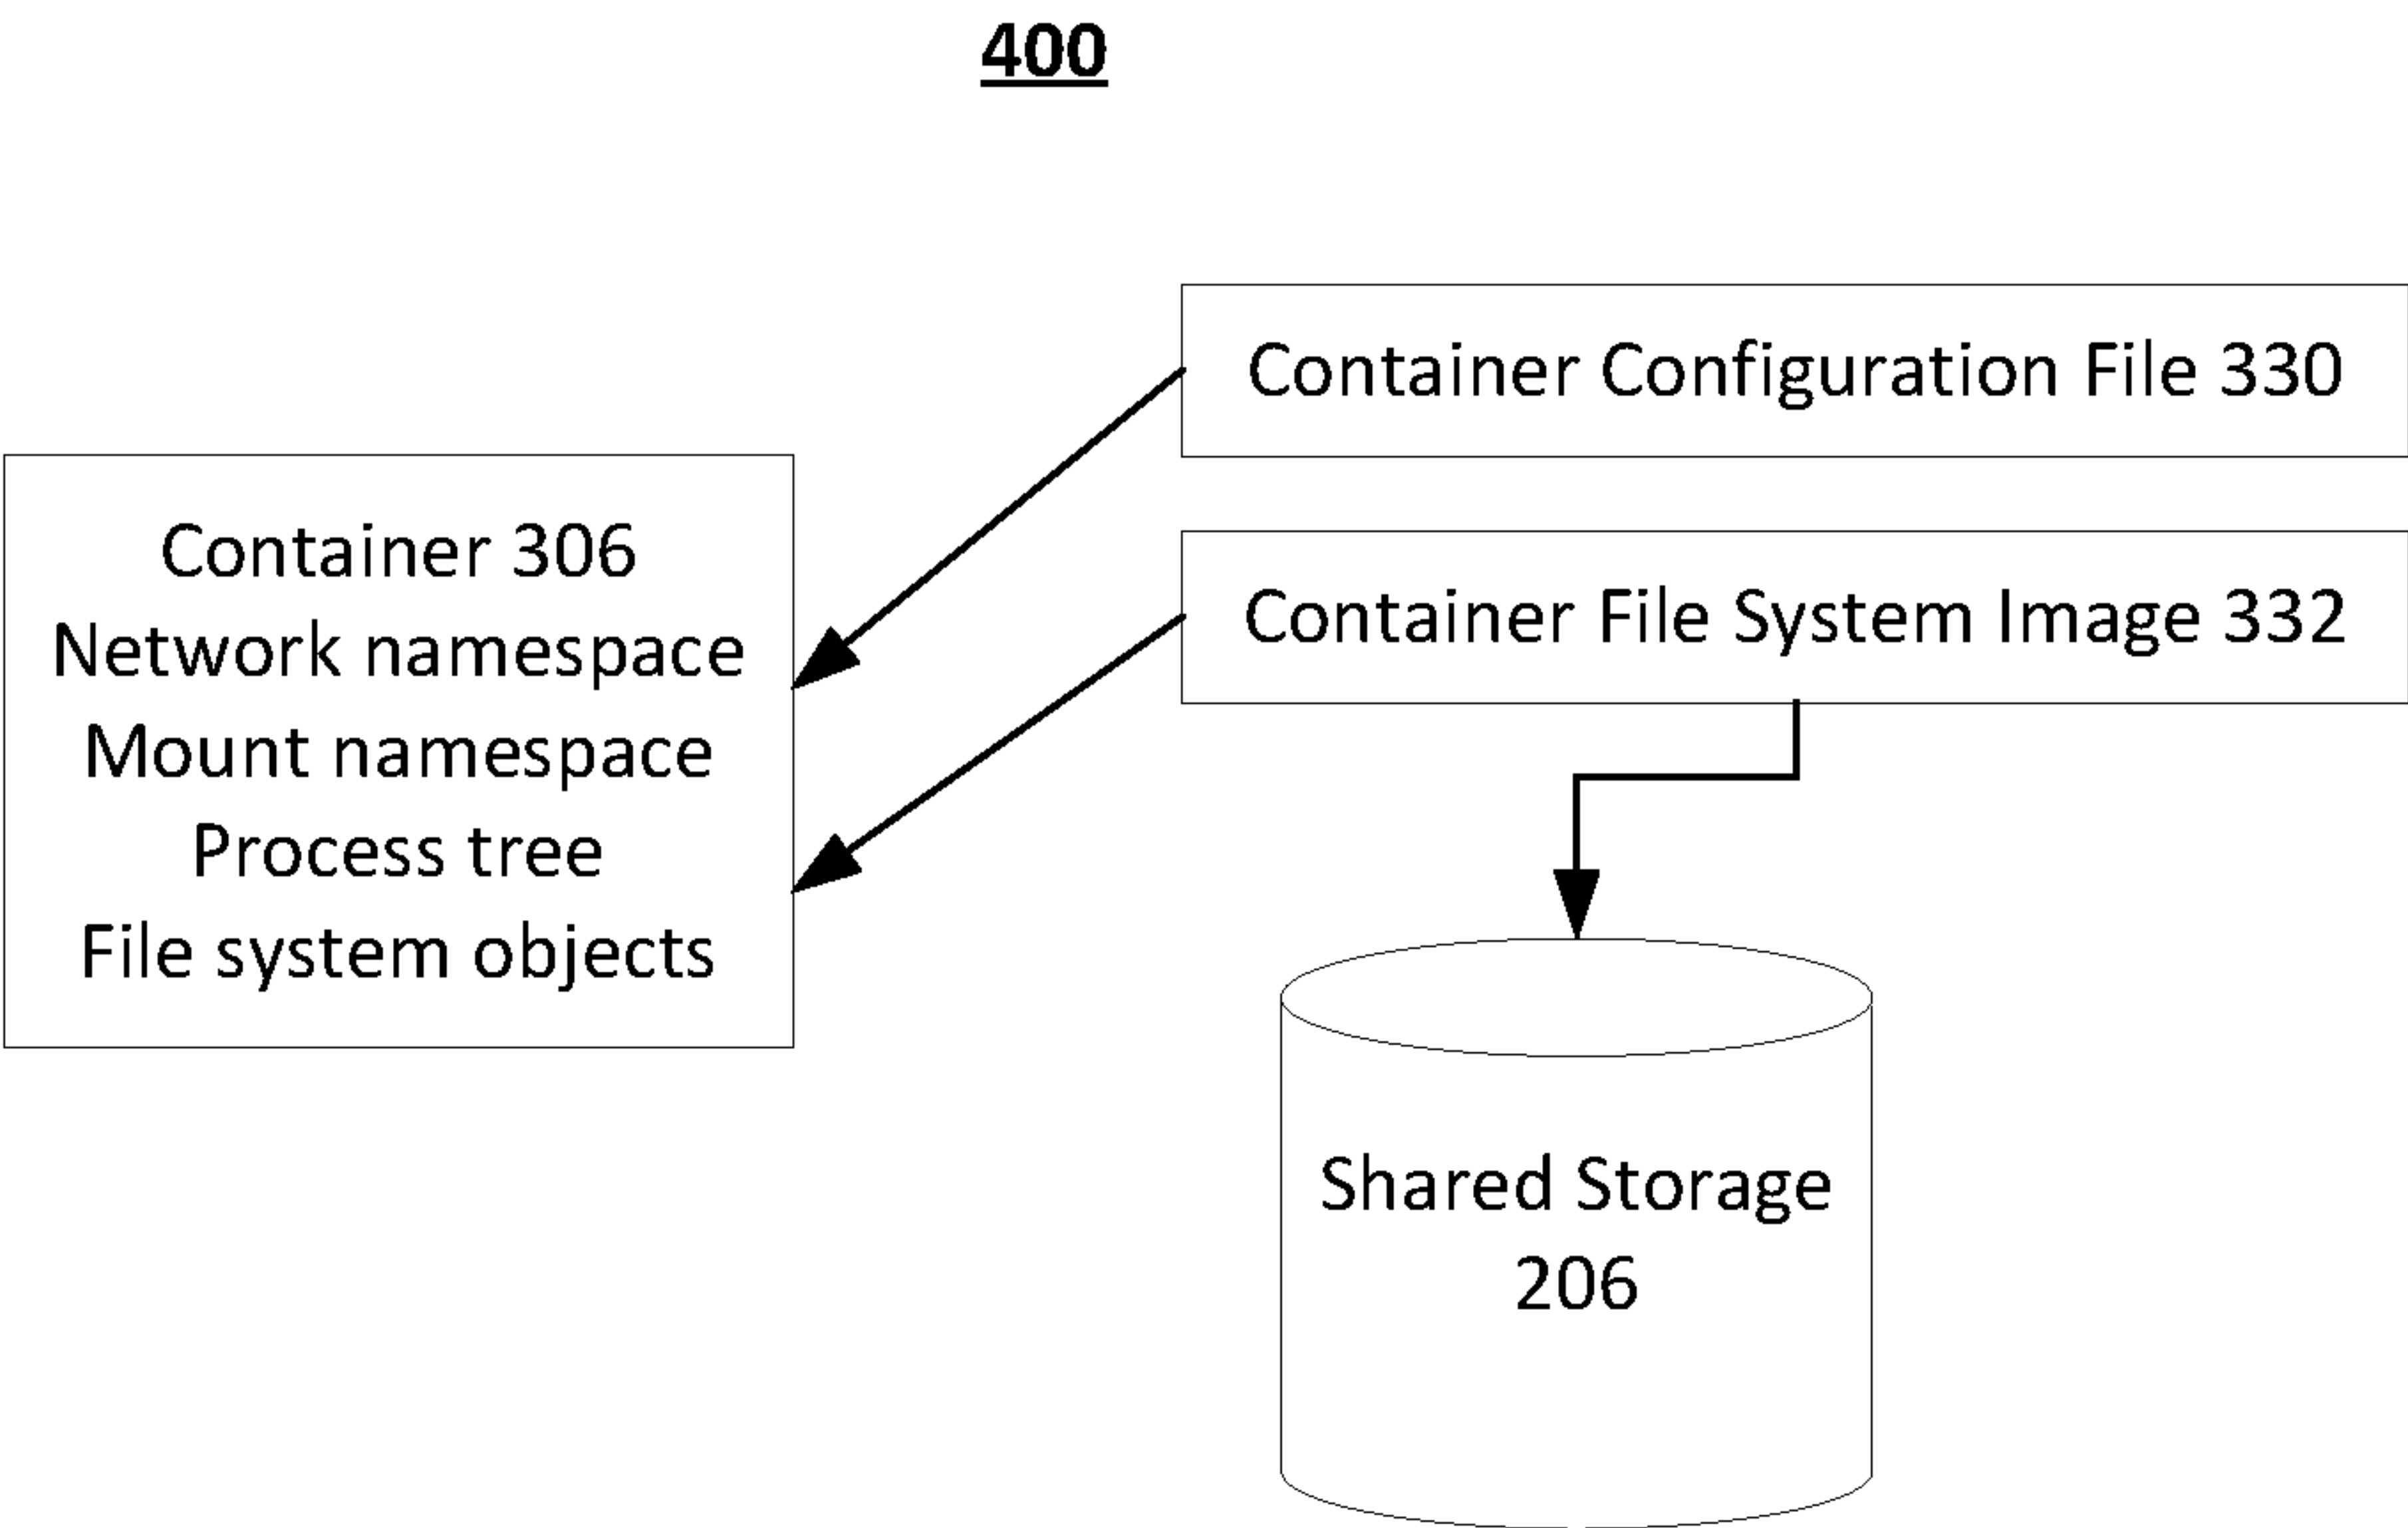 400
Container Configuration File 330
Container File System Image 332
Container 306
Network namespace
Mount namespace
Process tree
File system objects
Shared Storage
206